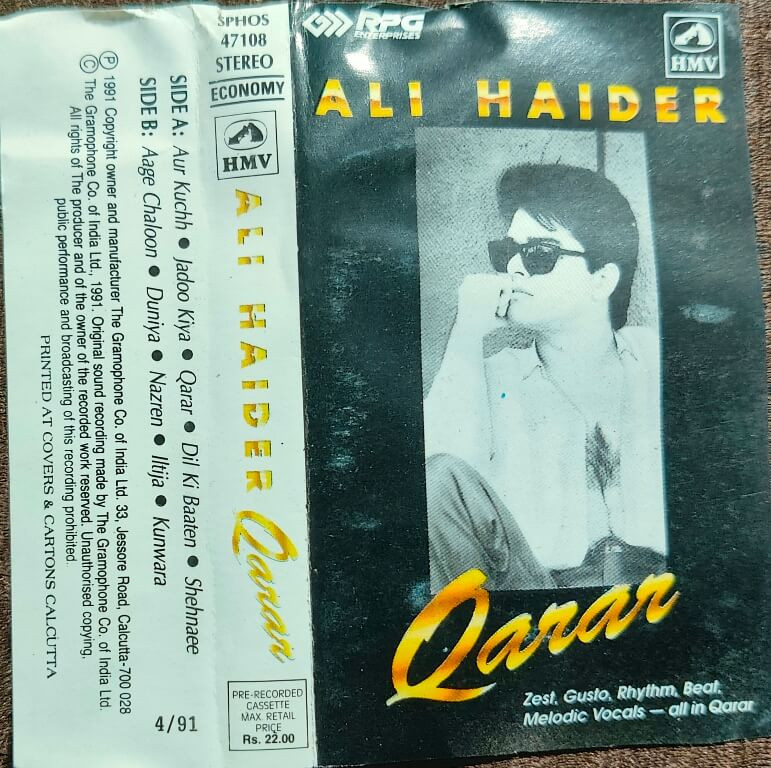 SPHOS
47108
STEREO
ECONOMY
HMV
ALI HAIDER
Qarar
PRE-RECORDED
CASSETTE
MAX. RETAIL
PRICE
Rs. 22.00
SIDE A: Aur Kuchh ● Jadoo Kiya ● Qarar ● Dil Ki Baaten ● Shehnaee
SIDE B: Aage Chaloon ● Duniya ● Nazren ● Iltija ● Kunwara
Ⓟ 1991 Copyright owner and manufacturer The Gramophone Co. of India Ltd. 33, Jessore Road, Calcutta-700 028
© The Gramophone Co. of India Ltd., 1991. Original sound recording made by The Gramophone Co. of India Ltd.
All rights of The producer and of the owner of the recorded work reserved. Unauthorised copying,
public performance and broadcasting of this recording prohibited.
PRINTED AT COVERS & CARTONS CALCUTTA
4/91
RPG
ENTERPRISES
HMV
ALI HAIDER
Qarar
Zest, Gusto, Rhythm, Beat,
Melodic Vocals — all in Qarar